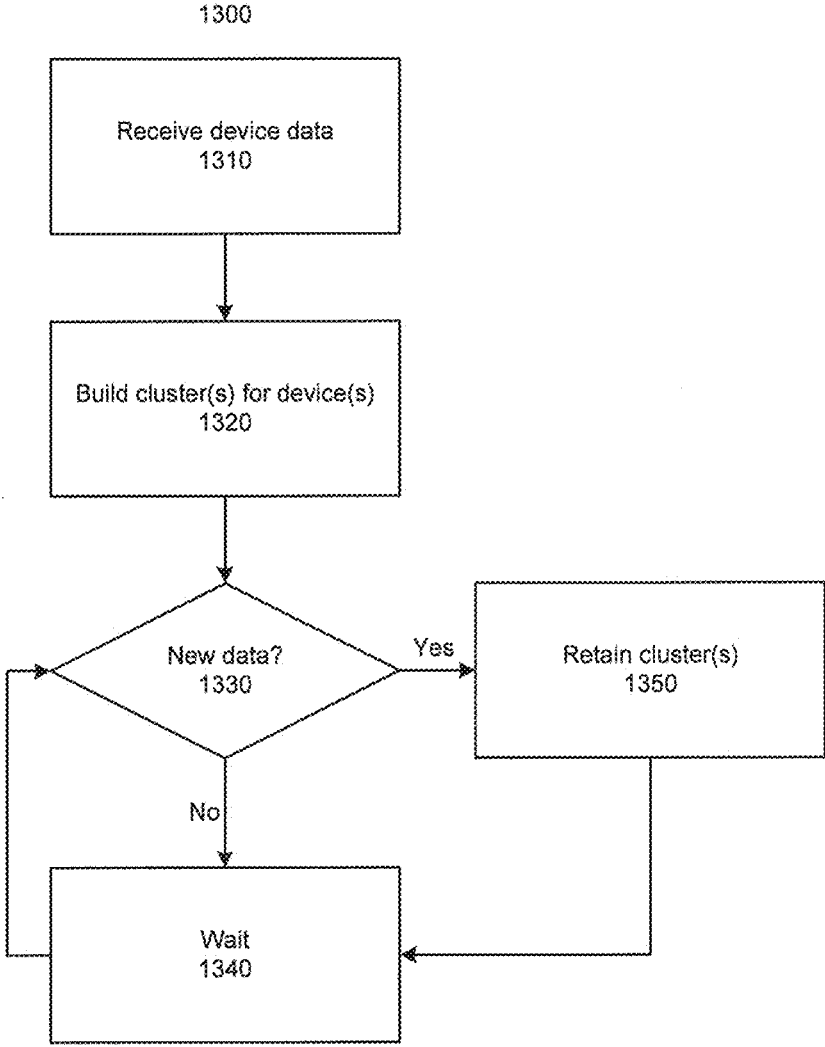 1300
Receive device data
1310
Build cluster(s) for device(s)
1320
New data?
1330
Yes
Retain cluster(s)
1350
No
Wait
1340